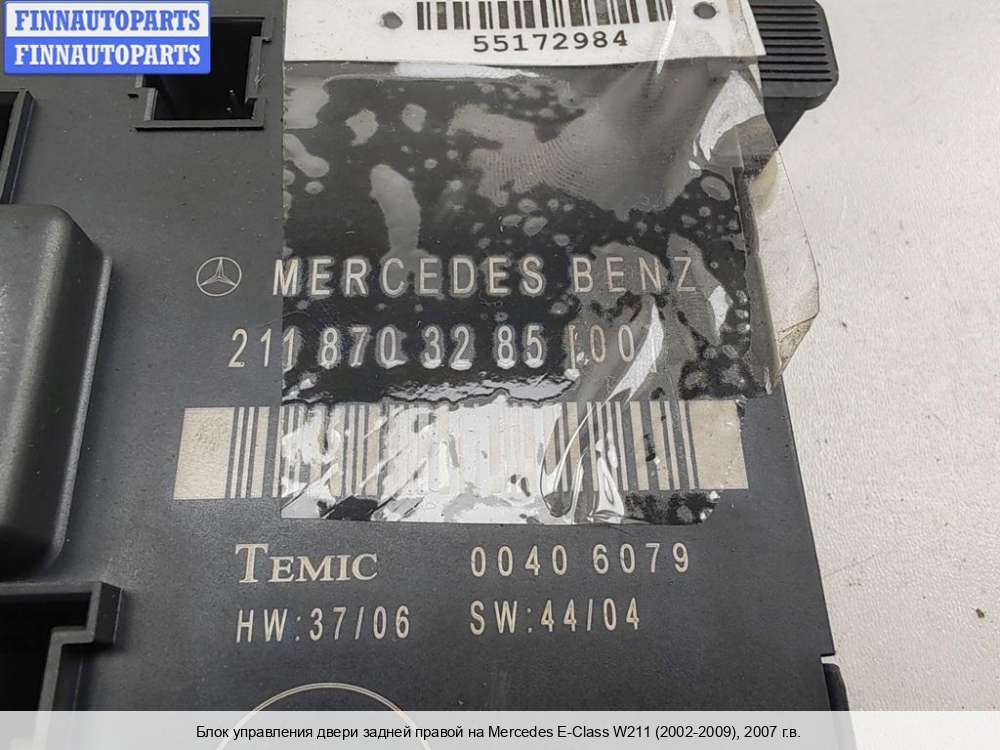 FINNAUTOPARTS
FINNAUTOPARTS
55172984
MERCEDES BENZ
211 870 32 85 00
TEMIC 0040 6079
HW:37/06 SW:44/04
Блок управления двери задней правой на Mercedes E-Class W211 (2002-2009), 2007 г.в.